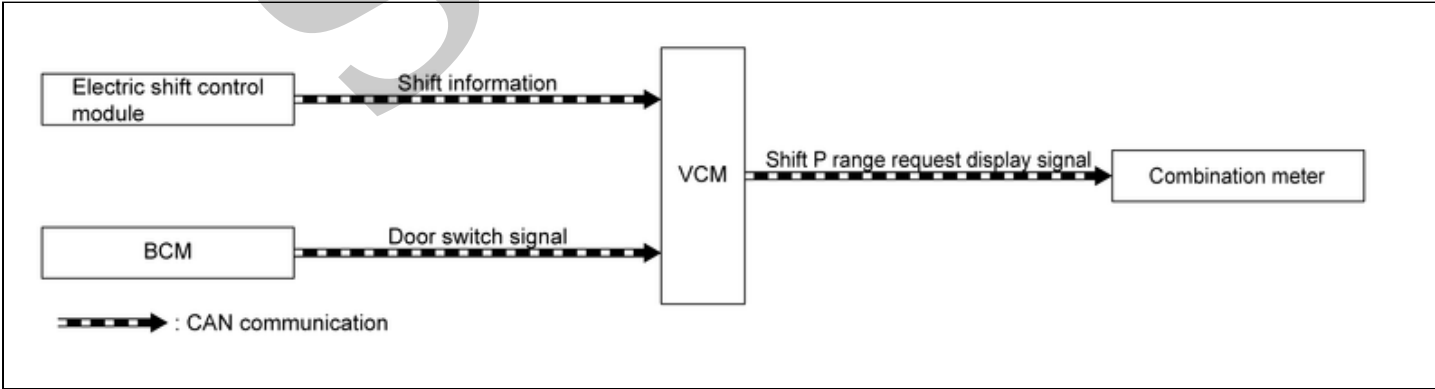 Electric shift control
module
Shift information
BCM
Door switch signal
VCM
Shift P range request display signal
Combination meter
: CAN communication